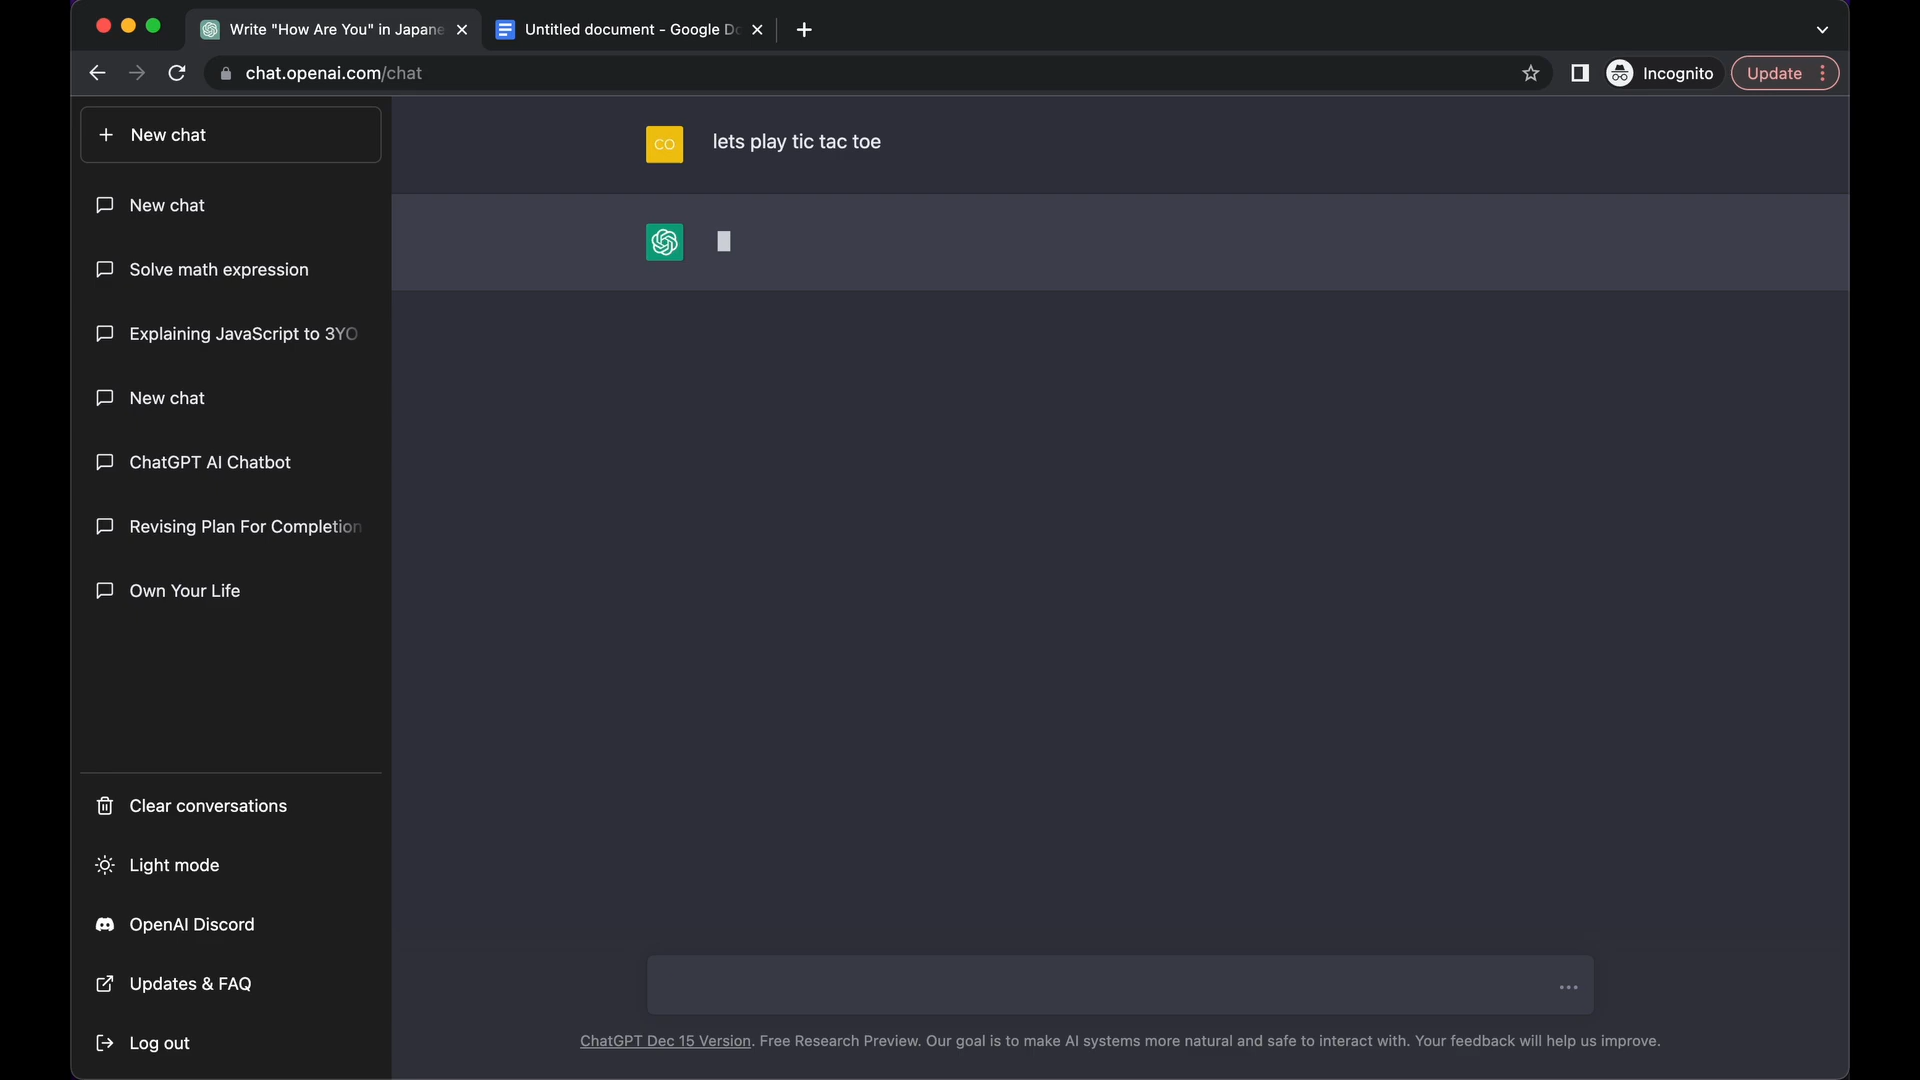 Write "How Are You" in Japane
Untitled document - Google Do
chat.openai.com/chat
Incognito
Update
New chat
New chat
Solve math expression
Explaining JavaScript to 3YO
New chat
ChatGPT AI Chatbot
Revising Plan For Completion
Own Your Life
Clear conversations
Light mode
OpenAI Discord
Updates & FAQ
Log out
CO
lets play tic tac toe
ChatGPT Dec 15 Version. Free Research Preview. Our goal is to make AI systems more natural and safe to interact with. Your feedback will help us improve.